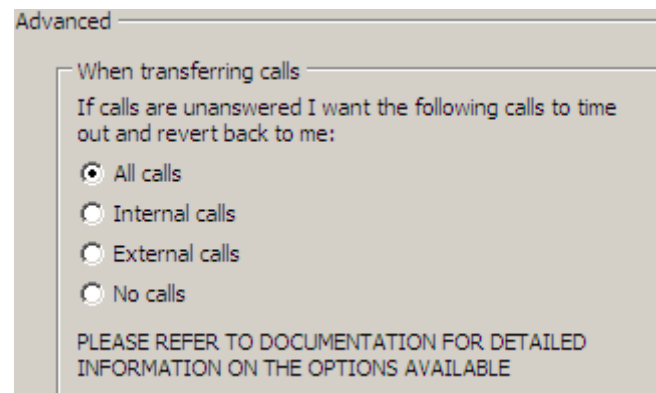 Advanced
When transferring calls
If calls are unanswered I want the following calls to time
out and revert back to me:
All calls
Internal calls
External calls
No calls
PLEASE REFER TO DOCUMENTATION FOR DETAILED
INFORMATION ON THE OPTIONS AVAILABLE